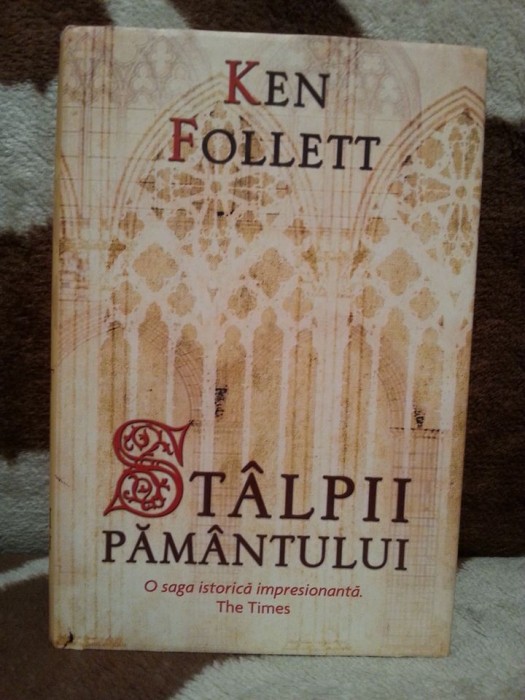 KEN
FOLLETT
STÂLPII
PĂMÂNTULUI
O saga istorică impresionantă.
The Times